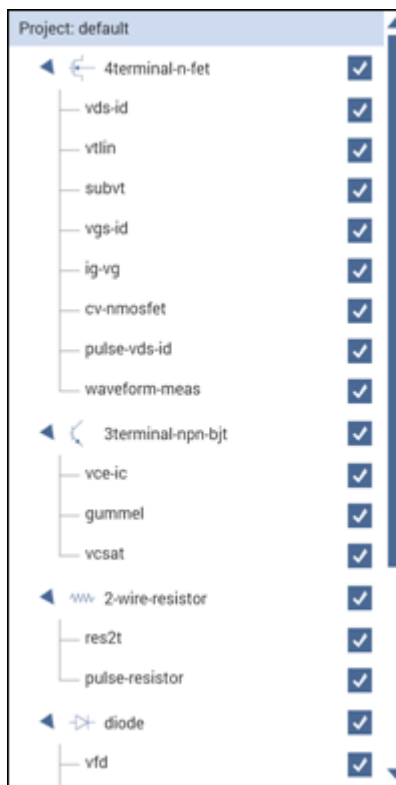 Project: default
4terminal-n-fet
vds-id
vtlin
subvt
vgs-id
ig-vg
cv-nmosfet
pulse-vds-id
waveform-meas
3terminal-npn-bjt
vce-ic
gummel
vcsat
2-wire-resistor
res2t
pulse-resistor
diode
vfd